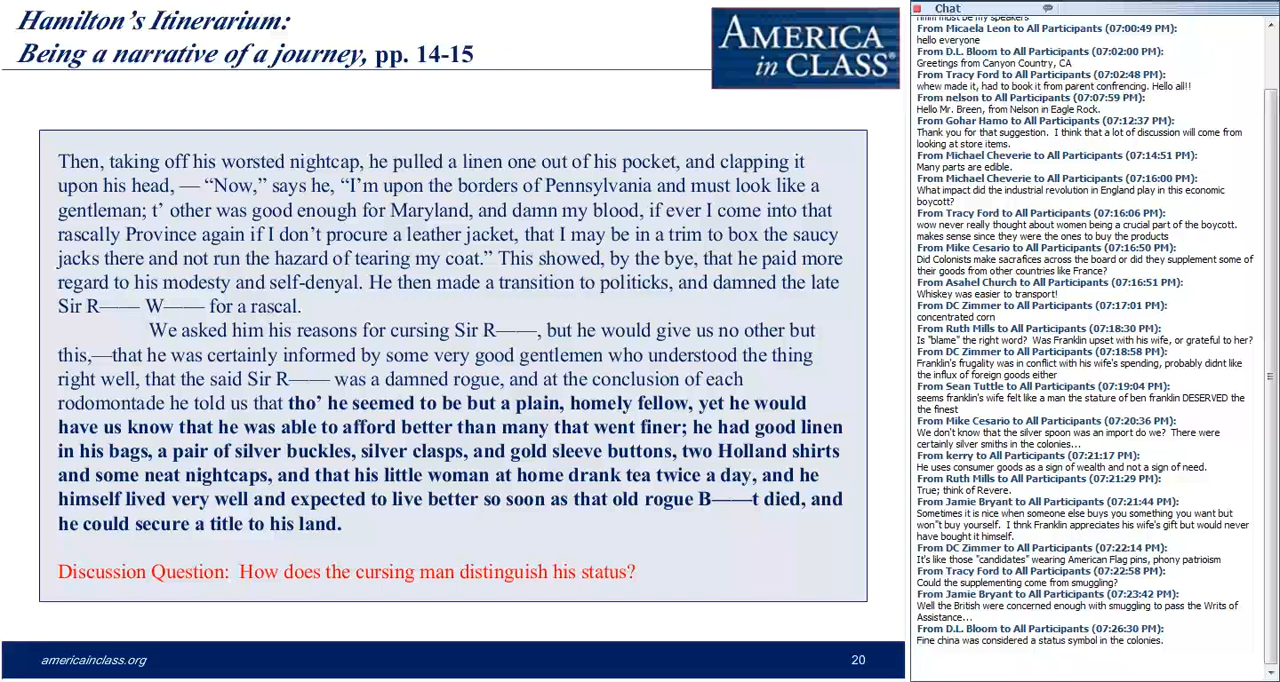 Hamilton's Itinerarium:
Being a narrative of a journey, pp. 14-15
AMERICA
in CLASS®
Then, taking off his worsted nightcap, he pulled a linen one out of his pocket, and clapping it
upon his head, — “Now,” says he, “I’m upon the borders of Pennsylvania and must look like a
gentleman; t’ other was good enough for Maryland, and damn my blood, if ever I come into that
rascally Province again if I don’t procure a leather jacket, that I may be in a trim to box the saucy
jacks there and not run the hazard of tearing my coat.” This showed, by the bye, that he paid more
regard to his modesty and self-denyal. He then made a transition to politicks, and damned the late
Sir R—— W—— for a rascal.
We asked him his reasons for cursing Sir R——, but he would give us no other but
this,—that he was certainly informed by some very good gentlemen who understood the thing
right well, that the said Sir R—— was a damned rogue, and at the conclusion of each
rodomontade he told us that tho’ he seemed to be but a plain, homely fellow, yet he would
have us know that he was able to afford better than many that went finer; he had good linen
in his bags, a pair of silver buckles, silver clasps, and gold sleeve buttons, two Holland shirts
and some neat nightcaps, and that his little woman at home drank tea twice a day, and he
himself lived very well and expected to live better so soon as that old rogue B——t died, and
he could secure a title to his land.
Discussion Question: How does the cursing man distinguish his status?
americainclass.org
20
Chat
hmm must be my speakers
From Micaela Leon to All Participants (07:00:49 PM):
hello everyone
From D.L. Bloom to All Participants (07:02:00 PM):
Greetings from Canyon Country, CA
From Tracy Ford to All Participants (07:02:48 PM):
whew made it, had to book it from parent confrencing. Hello all!!
From nelson to All Participants (07:07:59 PM):
Hello Mr. Breen, from Nelson in Eagle Rock.
From Gohar Hamo to All Participants (07:12:37 PM):
Thank you for that suggestion. I think that a lot of discussion will come from
looking at store items.
From Michael Cheverie to All Participants (07:14:51 PM):
Many parts are edible.
From Michael Cheverie to All Participants (07:16:00 PM):
What impact did the industrial revolution in England play in this economic
boycott?
From Tracy Ford to All Participants (07:16:06 PM):
wow never really thought about women being a crucial part of the boycott.
makes sense since they were the ones to buy the products
From Mike Cesario to All Participants (07:16:50 PM):
Did Colonists make sacrafices across the board or did they supplement some of
their goods from other countries like France?
From Asahel Church to All Participants (07:16:51 PM):
Whiskey was easier to transport!
From DC Zimmer to All Participants (07:17:01 PM):
concentrated corn
From Ruth Mills to All Participants (07:18:30 PM):
Is "blame" the right word? Was Franklin upset with his wife, or grateful to her?
From DC Zimmer to All Participants (07:18:58 PM):
Franklin's frugality was in conflict with his wife's spending, probably didnt like
the influx of foreign goods either
From Sean Tuttle to All Participants (07:19:04 PM):
seems franklin's wife felt like a man the stature of ben franklin DESERVED the
the finest
From Mike Cesario to All Participants (07:20:36 PM):
We don't know that the silver spoon was an import do we? There were
certainly silver smiths in the colonies...
From kerry to All Participants (07:21:17 PM):
He uses consumer goods as a sign of wealth and not a sign of need.
From Ruth Mills to All Participants (07:21:29 PM):
True; think of Revere.
From Jamie Bryant to All Participants (07:21:44 PM):
Sometimes it is nice when someone else buys you something you want but
won"t buy yourself. I thnk Franklin appreciates his wife's gift but would never
have bought it himself.
From DC Zimmer to All Participants (07:22:14 PM):
It's like those "candidates" wearing American Flag pins, phony patriotism
From Tracy Ford to All Participants (07:22:58 PM):
Could the supplementing come from smuggling?
From Jamie Bryant to All Participants (07:23:42 PM):
Well the British were concerned enough with smuggling to pass the Writs of
Assistance...
From D.L. Bloom to All Participants (07:26:30 PM):
Fine china was considered a status symbol in the colonies.